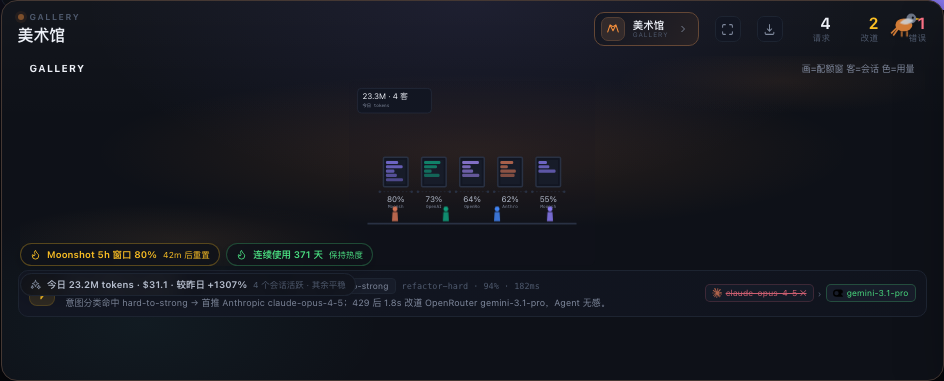 GALLERY
美术馆
美术馆
GALLERY
4
请求
2
改道
1
错误
GALLERY
画=配额窗 客=会话 色=用量
23.3M · 4 客
今日 tokens
80%
73%
64%
62%
55%
OpenAI
Moonshot 5h 窗口 80% 42m 后重置
连续使用 371 天 保持热度
今日 23.2M tokens · $31.1 · 较昨日 +1307% 4 个会话活跃 · 其余平稳
o-strong refactor-hard · 94% · 182ms
意图分类命中 hard-to-strong → 首推 Anthropic claude-opus-4-5; 429 后 1.8s 改道 OpenRouter gemini-3.1-pro。Agent 无感。
claude-opus-4-5 ×
gemini-3.1-pro